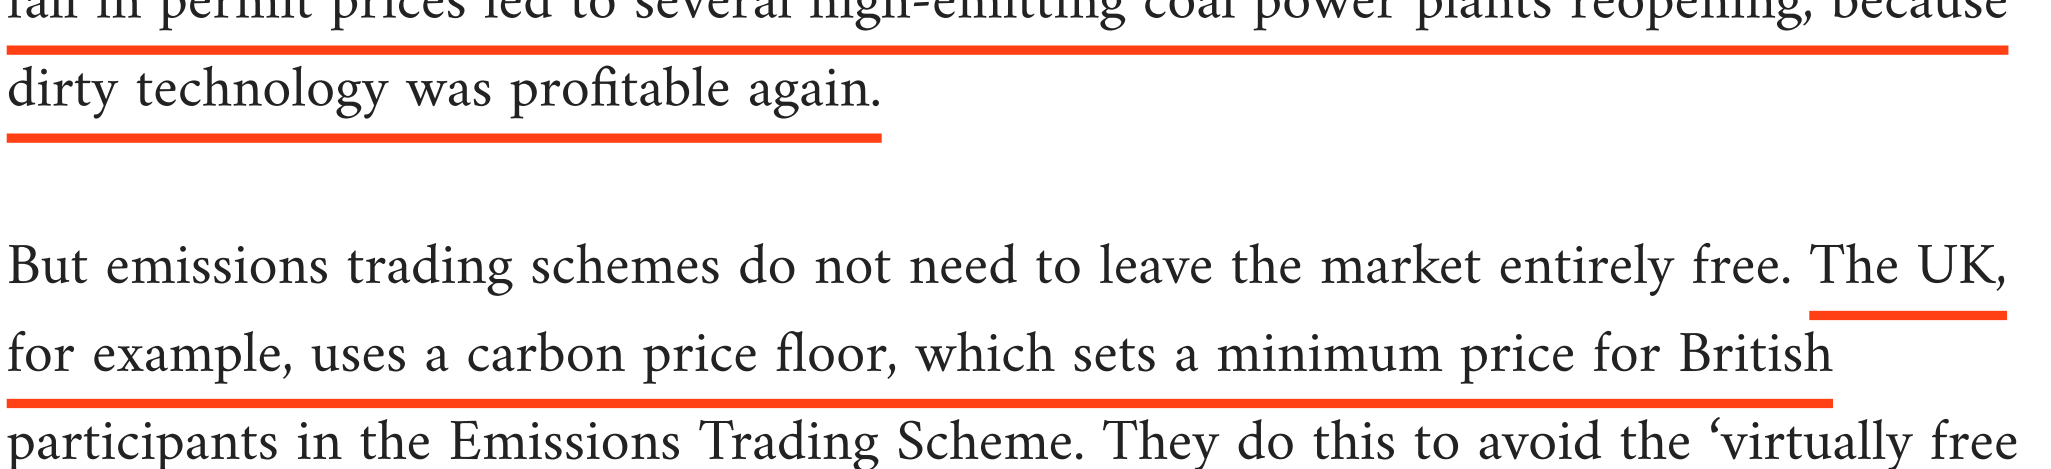 fall in permit prices led to several high-emitting coal power plants reopening, because
dirty technology was profitable again.
But emissions trading schemes do not need to leave the market entirely free. The UK,
for example, uses a carbon price floor, which sets a minimum price for British
participants in the Emissions Trading Scheme. They do this to avoid the ‘virtually free